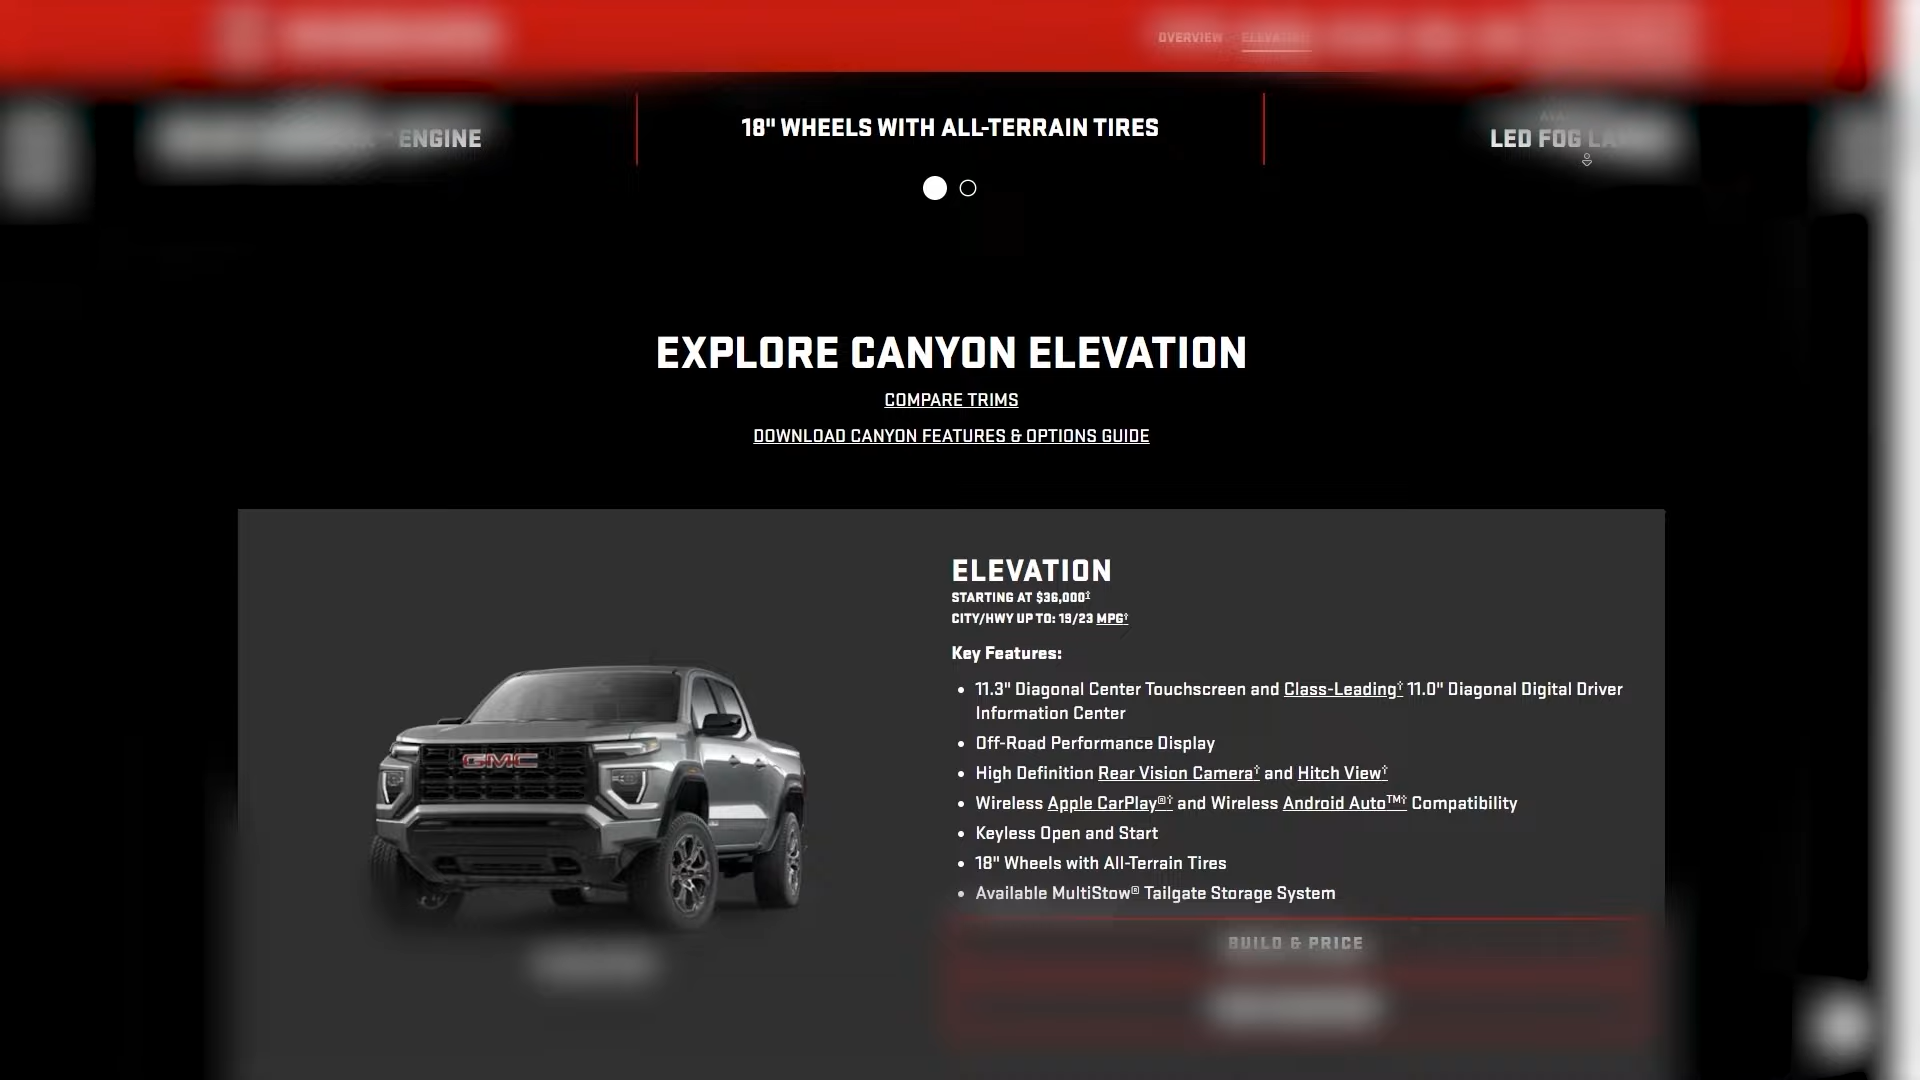 OVERVIEW ELEVATION
ENGINE
18" WHEELS WITH ALL-TERRAIN TIRES
LED FOG
EXPLORE CANYON ELEVATION
COMPARE TRIMS
DOWNLOAD CANYON FEATURES & OPTIONS GUIDE
ELEVATION
STARTING AT $36,000†
CITY/HWY UP TO: 19/23 MPG†
Key Features:
• 11.3" Diagonal Center Touchscreen and Class-Leading† 11.0" Diagonal Digital Driver
Information Center
• Off-Road Performance Display
• High Definition Rear Vision Camera† and Hitch View†
• Wireless Apple CarPlay®† and Wireless Android Auto™† Compatibility
• Keyless Open and Start
• 18" Wheels with All-Terrain Tires
• Available MultiStow® Tailgate Storage System
GMC
BUILD & PRICE